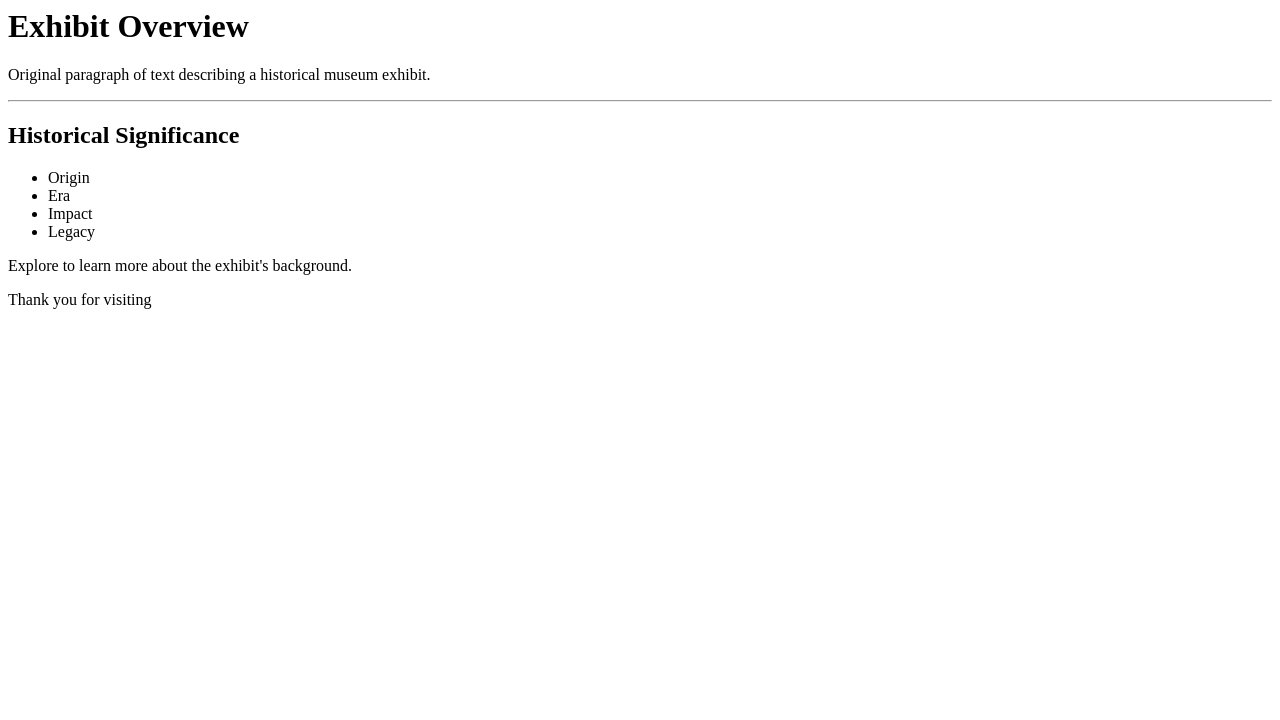 Exhibit Overview
Original paragraph of text describing a historical museum exhibit.
Historical Significance
Origin
Era
Impact
Legacy
Explore to learn more about the exhibit's background.
Thank you for visiting